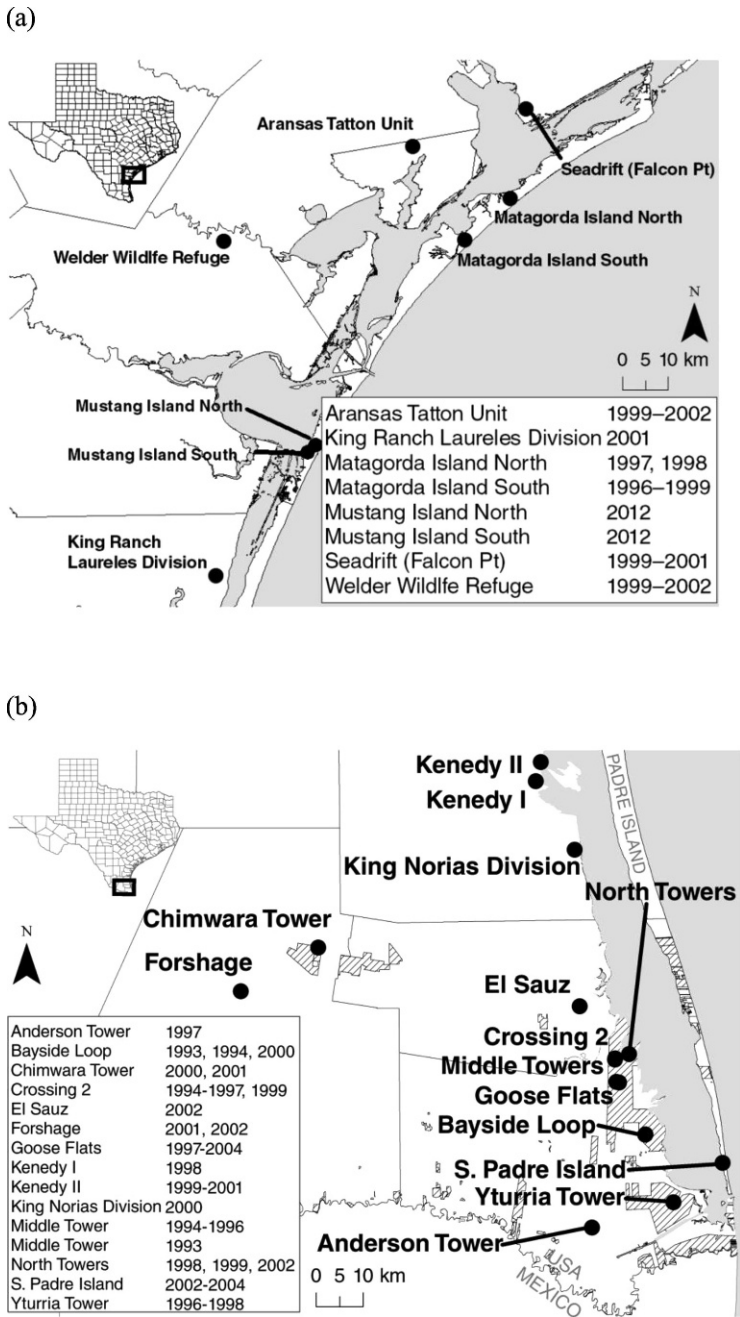 (a)
Aransas Tatton Unit
Seadrift (Falcon Pt)
Matagorda Island North
Welder Wildlfe Refuge
Matagorda Island South
N
0 5 10 km
Mustang Island North
Mustang Island South
King Ranch
Laureles Division
Aransas Tatton Unit 1999–2002
King Ranch Laureles Division 2001
Matagorda Island North 1997, 1998
Matagorda Island South 1996–1999
Mustang Island North 2012
Mustang Island South 2012
Seadrift (Falcon Pt) 1999–2001
Welder Wildlfe Refuge 1999–2002
(b)
Kenedy II
Kenedy I
PADRE ISLAND
King Norias Division
North Towers
N
Chimwara Tower
Forshage
El Sauz
Crossing 2
Middle Towers
Goose Flats
Bayside Loop
S. Padre Island
Yturria Tower
Anderson Tower
USA
MEXICO
0 5 10 km
Anderson Tower 1997
Bayside Loop 1993, 1994, 2000
Chimwara Tower 2000, 2001
Crossing 2 1994-1997, 1999
El Sauz 2002
Forshage 2001, 2002
Goose Flats 1997-2004
Kenedy I 1998
Kenedy II 1999-2001
King Norias Division 2000
Middle Tower 1994-1996
Middle Tower 1993
North Towers 1998, 1999, 2002
S. Padre Island 2002-2004
Yturria Tower 1996-1998